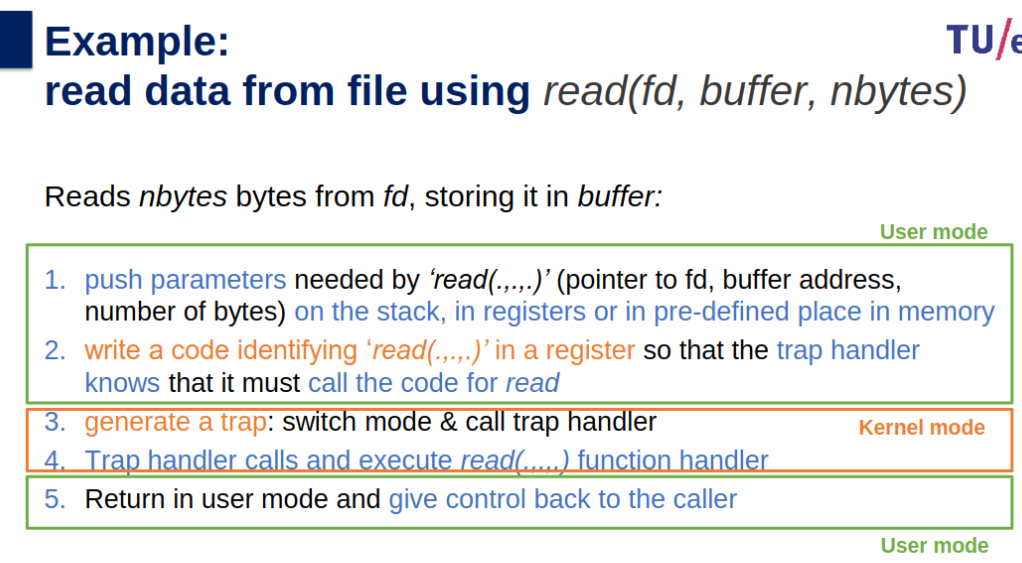 Example:
TU/e
read data from file using read(fd, buffer, nbytes)
Reads nbytes bytes from fd, storing it in buffer:
User mode
1. push parameters needed by ‘read(.,.,.)’ (pointer to fd, buffer address,
number of bytes) on the stack, in registers or in pre-defined place in memory
2. write a code identifying ‘read(.,.,.)’ in a register so that the trap handler
knows that it must call the code for read
3. generate a trap: switch mode & call trap handler
Kernel mode
4. Trap handler calls and execute read(.,.,.) function handler
5. Return in user mode and give control back to the caller
User mode